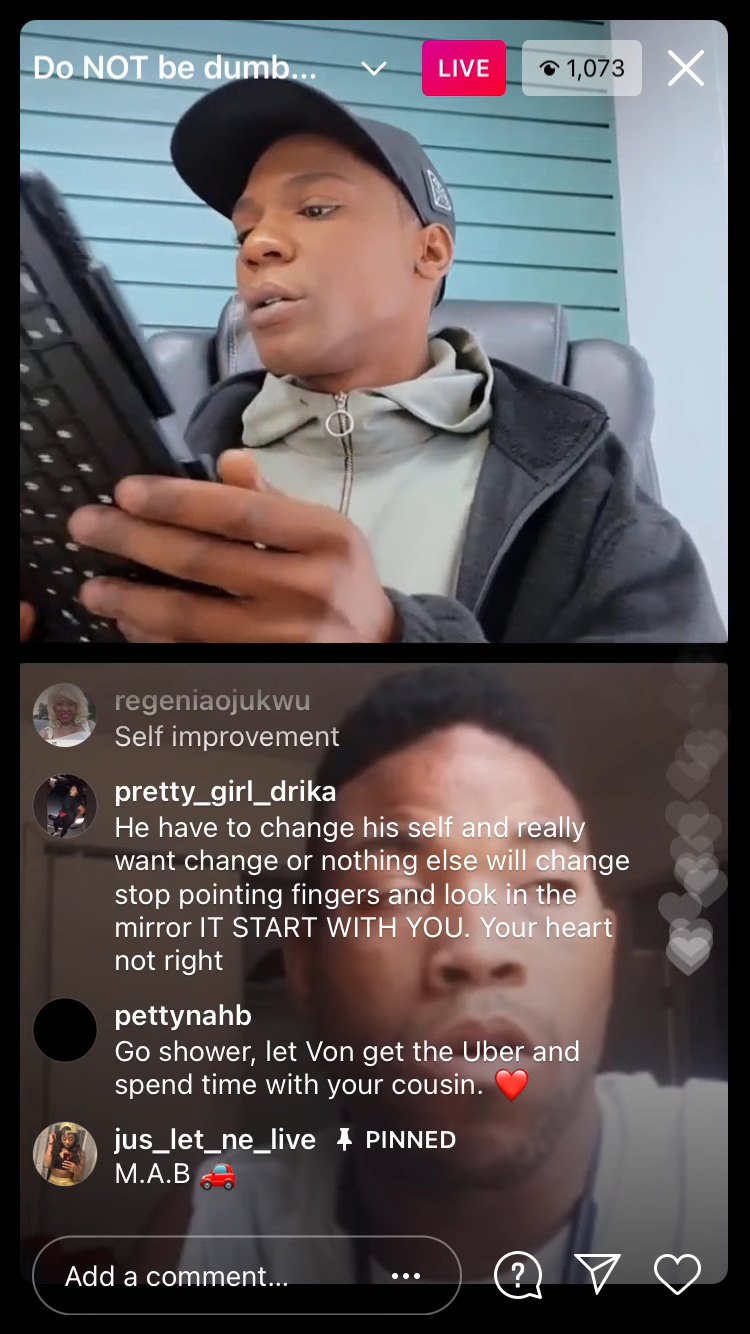 Do NOT be dumb...
LIVE
1,073
regeniaojukwu
Self improvement
pretty_girl_drika
He have to change his self and really
want change or nothing else will change
stop pointing fingers and look in the
mirror IT START WITH YOU. Your heart
not right
pettynahb
Go shower, let Von get the Uber and
spend time with your cousin. ❤️
jus_let_ne_live PINNED
M.A.B 🚗
Add a comment...